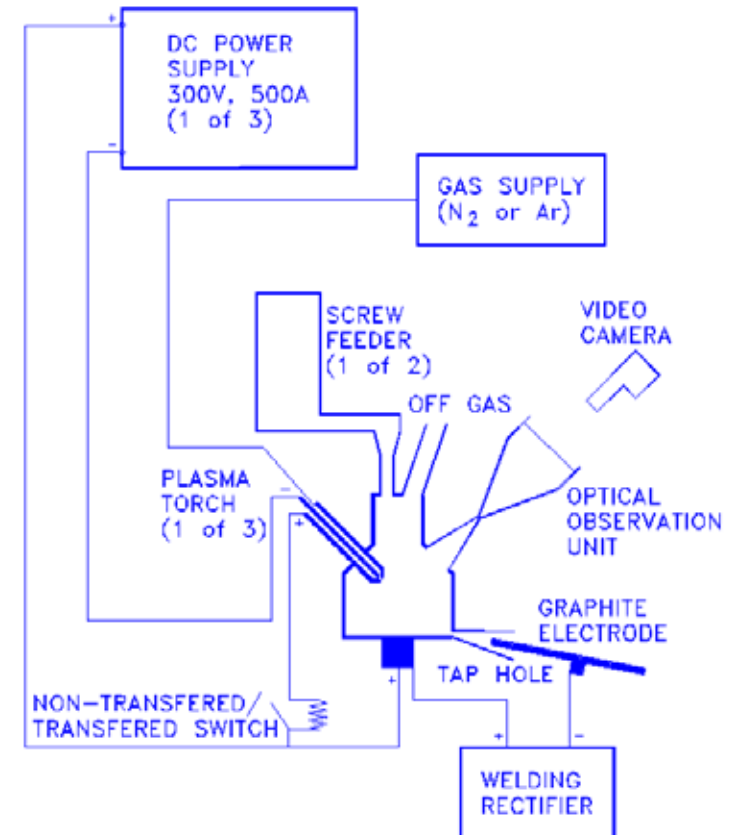 +
DC POWER
SUPPLY
300V, 500A
(1 of 3)
-
GAS SUPPLY
(N₂ or Ar)
SCREW
FEEDER
(1 of 2)
VIDEO
CAMERA
OFF GAS
PLASMA
TORCH
(1 of 3)
-
+
OPTICAL
OBSERVATION
UNIT
GRAPHITE
ELECTRODE
TAP HOLE
+
NON-TRANSFERED/
TRANSFERED SWITCH
+ -
WELDING
RECTIFIER